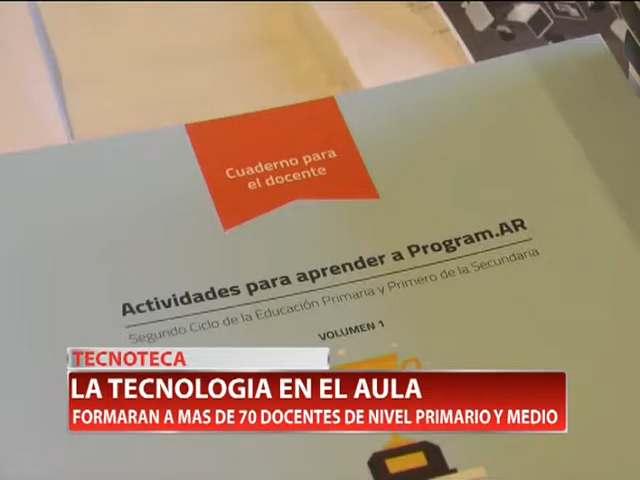 Cuaderno para
el docente
Actividades para aprender a Program.AR
Segundo Ciclo de la Educación Primaria y Primero de la Secundaria
VOLUMEN 1
TECNOTECA
LA TECNOLOGIA EN EL AULA
FORMARAN A MAS DE 70 DOCENTES DE NIVEL PRIMARIO Y MEDIO